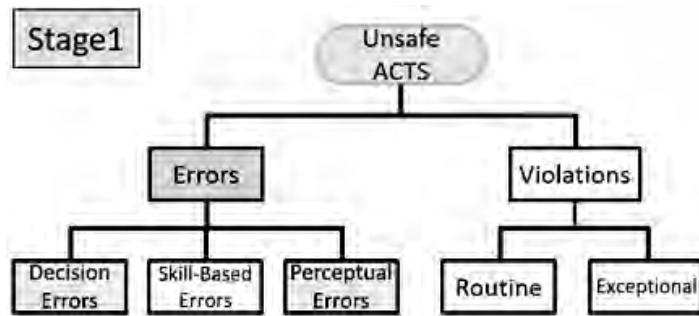 Stage1
Unsafe
ACTS
Errors
Violations
Decision
Errors
Skill-Based
Errors
Perceptual
Errors
Routine
Exceptional